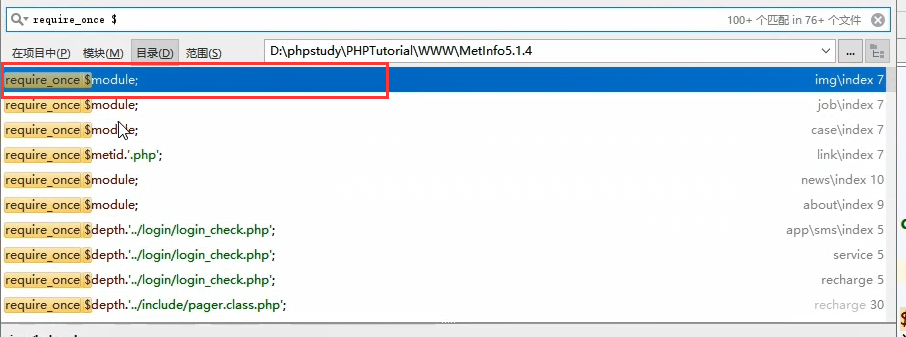 require_once $
100+ 个匹配 in 76+ 个文件
在项目中(P) 模块(M) 目录(D) 范围(S) D:\phpstudy\PHPTutorial\WWW\MetInfo5.1.4 ...
require_once $module; img\index 7
require_once $module; job\index 7
require_once $module; case\index 7
require_once $metid.'.php'; link\index 7
require_once $module; news\index 10
require_once $module; about\index 9
require_once $depth.'../login/login_check.php'; app\sms\index 5
require_once $depth.'../login/login_check.php'; service 5
require_once $depth.'../login/login_check.php'; recharge 5
require_once $depth.'../include/pager.class.php'; recharge 30